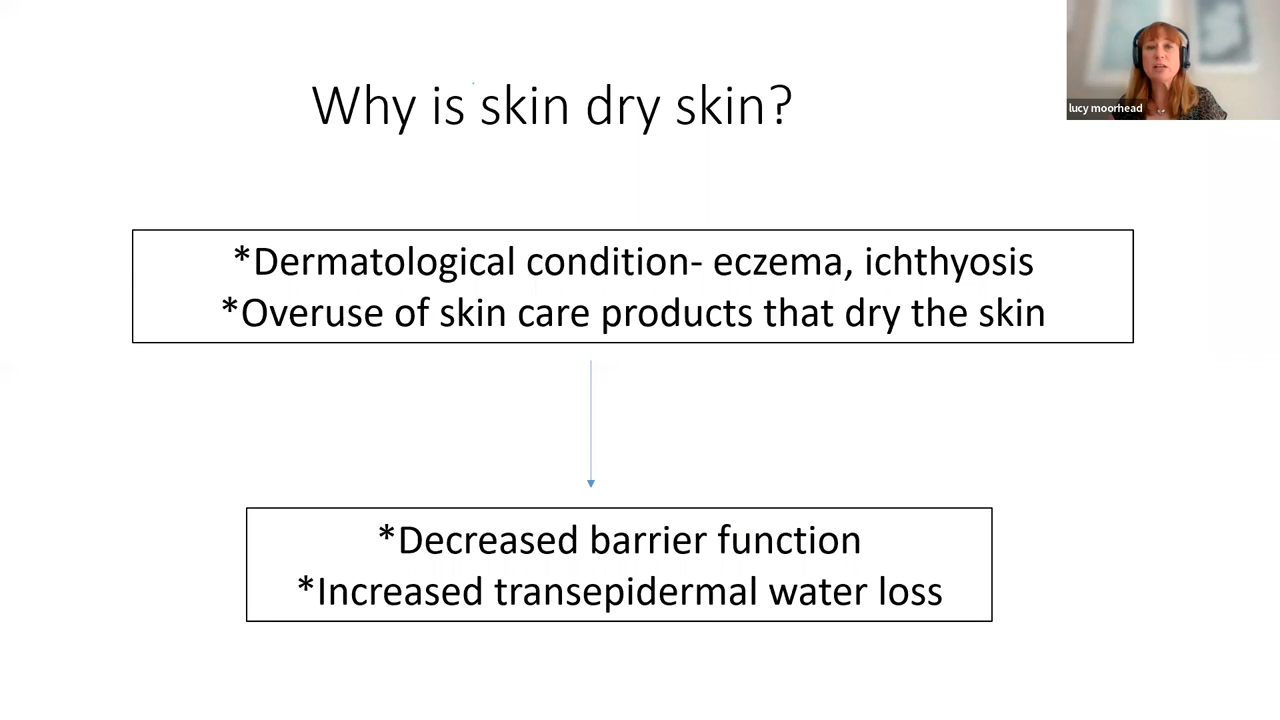 Why is skin dry skin?
lucy moorhead
*Dermatological condition- eczema, ichthyosis
*Overuse of skin care products that dry the skin
*Decreased barrier function
*Increased transepidermal water loss